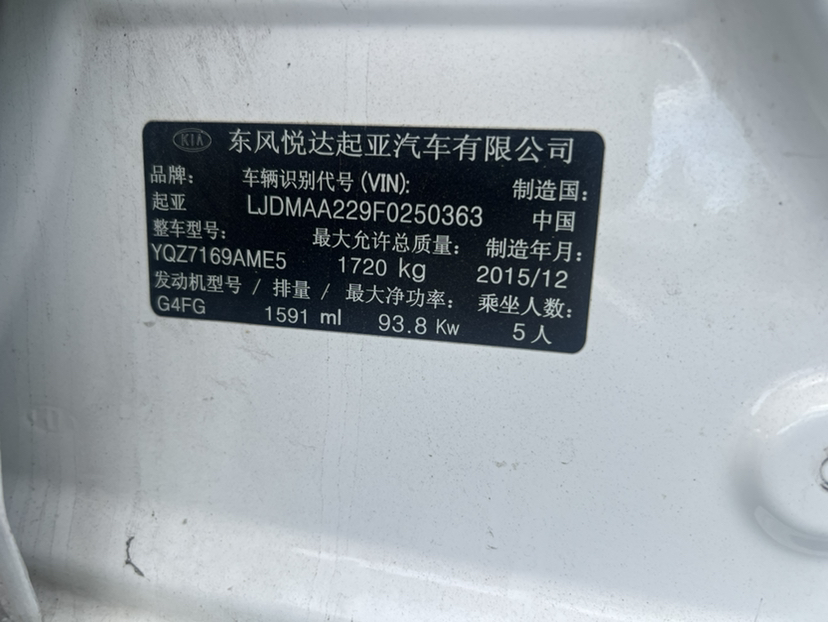 KIA 东风悦达起亚汽车有限公司
品牌: 车辆识别代号(VIN): 制造国:
起亚 LJDMAA229F0250363 中国
整车型号: 最大允许总质量: 制造年月:
YQZ7169AME5 1720 kg 2015/12
发动机型号 / 排量 / 最大净功率: 乘坐人数:
G4FG 1591 ml 93.8 Kw 5人